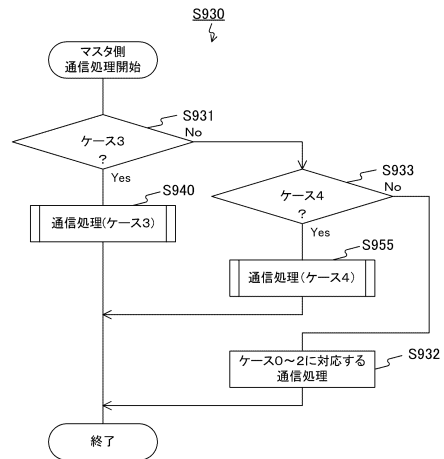 S930
マスタ側
通信処理開始
S931
ケース3
?
No
Yes
S933
ケース4
?
No
Yes
S940
通信処理(ケース3)
S955
通信処理(ケース4)
ケース0~2に対応する
通信処理
S932
終了